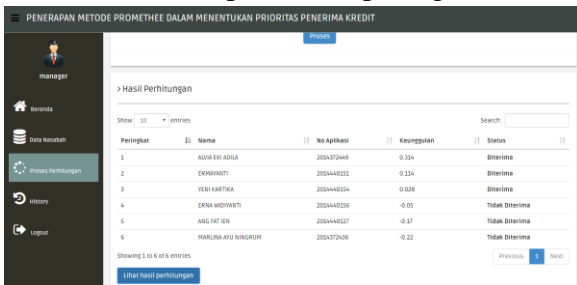 PENERAPAN METODE PROMETHEE DALAM MENENTUKAN PRIORITAS PENERIMA KREDIT
Proses
manager
Beranda
Data Nasabah
Proses Perhitungan
History
Logout
> Hasil Perhitungan
Show 10 entries Search:
Peringkat Nama No Aplikasi Keunggulan Status
1 ALVIA EKI ADILA 2014372449 0.314 Diterima
2 ERMAYANTI 2014440151 0.114 Diterima
3 YENI KARTIKA 2014440154 0.028 Diterima
4 ERNA WIDIYANTI 2014440156 -0.05 Tidak Diterima
5 ANG FAT IEN 2014440127 -0.17 Tidak Diterima
6 MARLINA AYU NINGRUM 2014372436 -0.22 Tidak Diterima
Showing 1 to 6 of 6 entries Previous 1 Next
Lihat hasil perhitungan